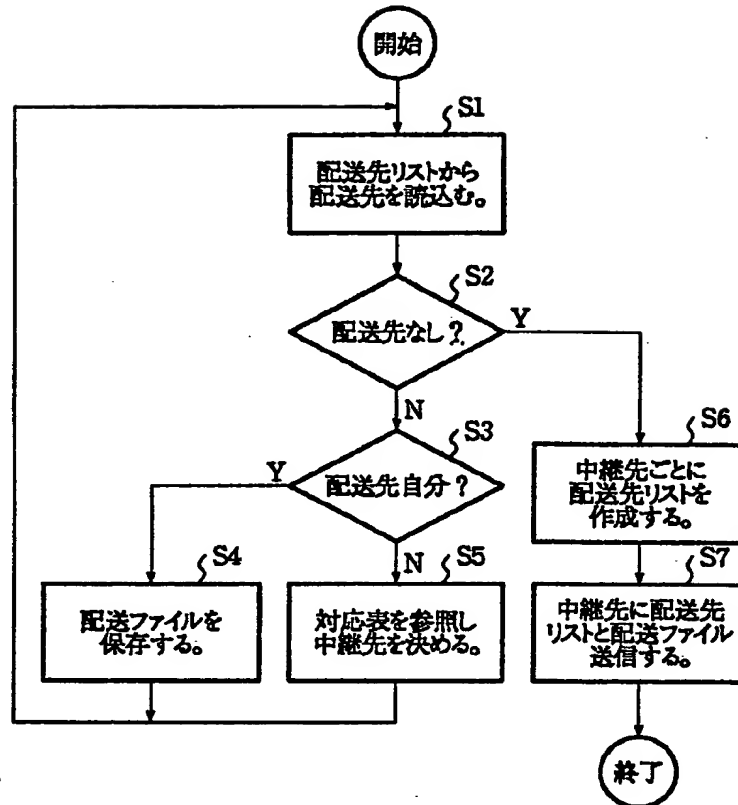 開始
S1
配送先リストから
配送先を読込む。
S2
配送先なし?
Y
N
S3
配送先自分?
Y
N
S4
配送ファイルを
保存する。
S5
対応表を参照し
中継先を決める。
S6
中継先ごとに
配送先リストを
作成する。
S7
中継先に配送先
リストと配送ファイル
送信する。
終了